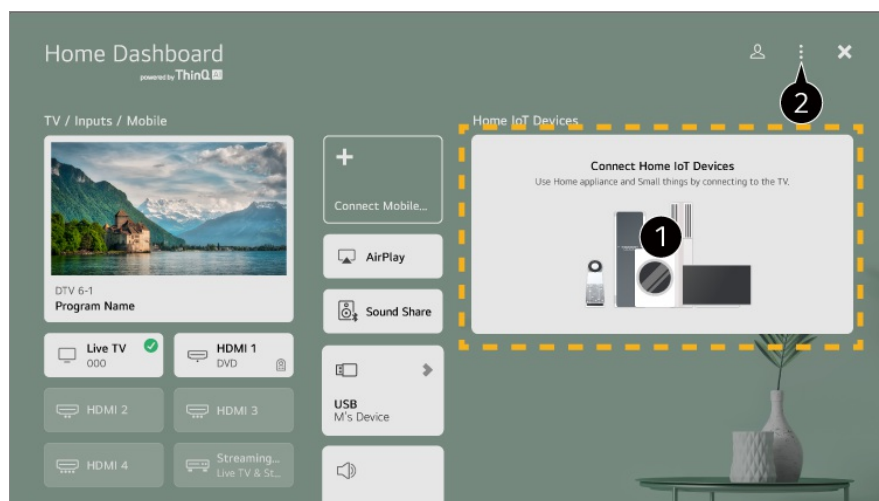 Home Dashboard
powered by ThinQ AI
2
TV / Inputs / Mobile
Home IoT Devices
Connect Mobile...
Connect Home IoT Devices
Use Home appliance and Small things by connecting to the TV.
1
AirPlay
DTV 6-1
Program Name
Sound Share
Live TV
000
HDMI 1
DVD
USB
M's Device
HDMI 2
HDMI 3
HDMI 4
Streaming...
Live TV & St...